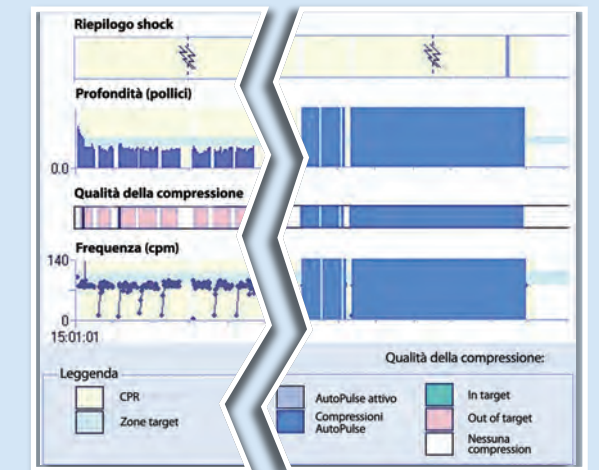 Riepilogo shock
Profondità (pollici)
0.0
Qualità della compressione
Frequenza (cpm)
140
0
15:01:01
Qualità della compressione:
Leggenda
CPR
Zone target
AutoPulse attivo
Compressioni
AutoPulse
In target
Out of target
Nessuna
compression